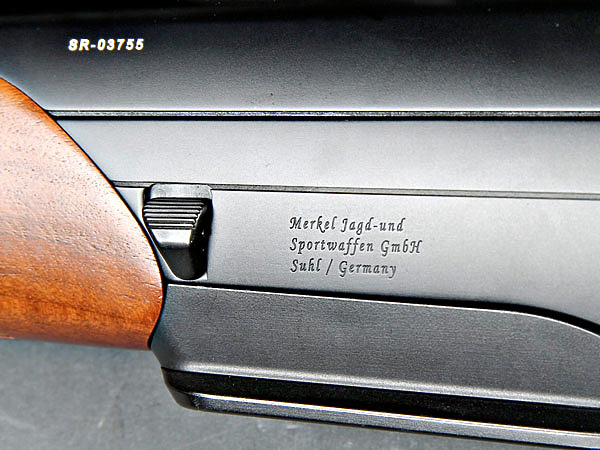 SR-03755
Merkel Jagd-und
Sportwaffen GmbH
Suhl / Germany